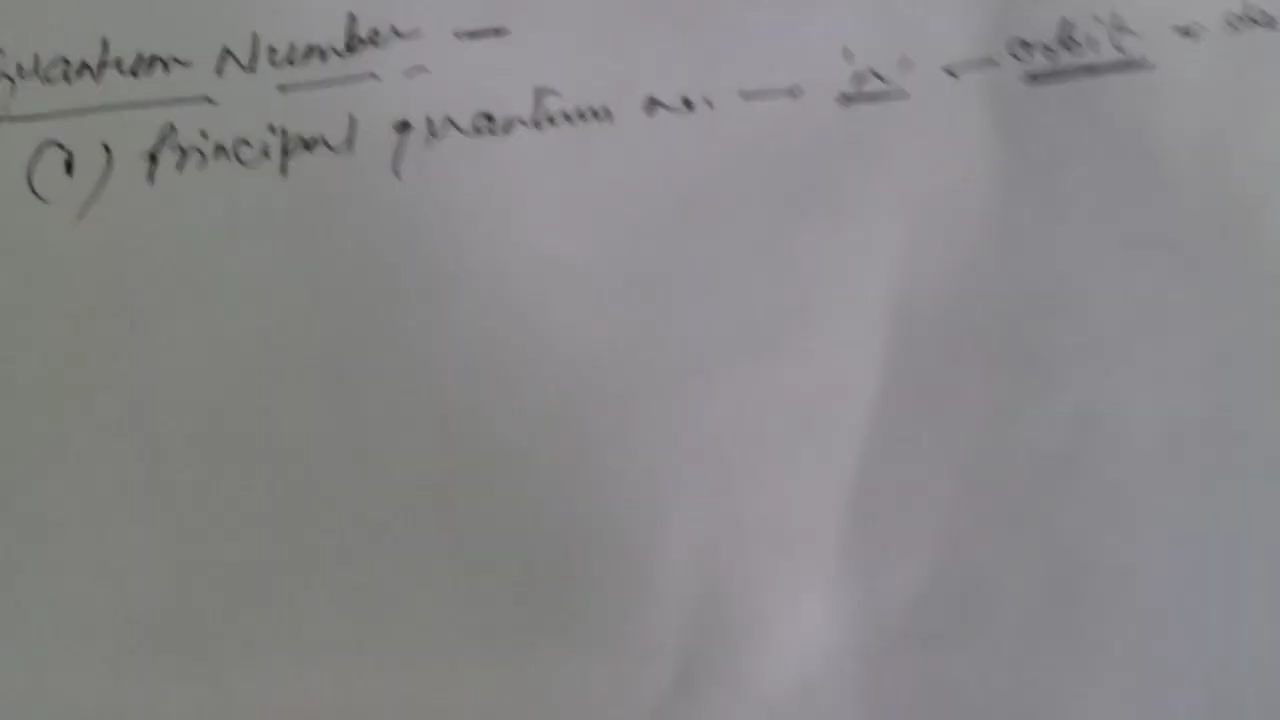 Quantum Number —
(1) Principal quantum no. — 'n' — orbit